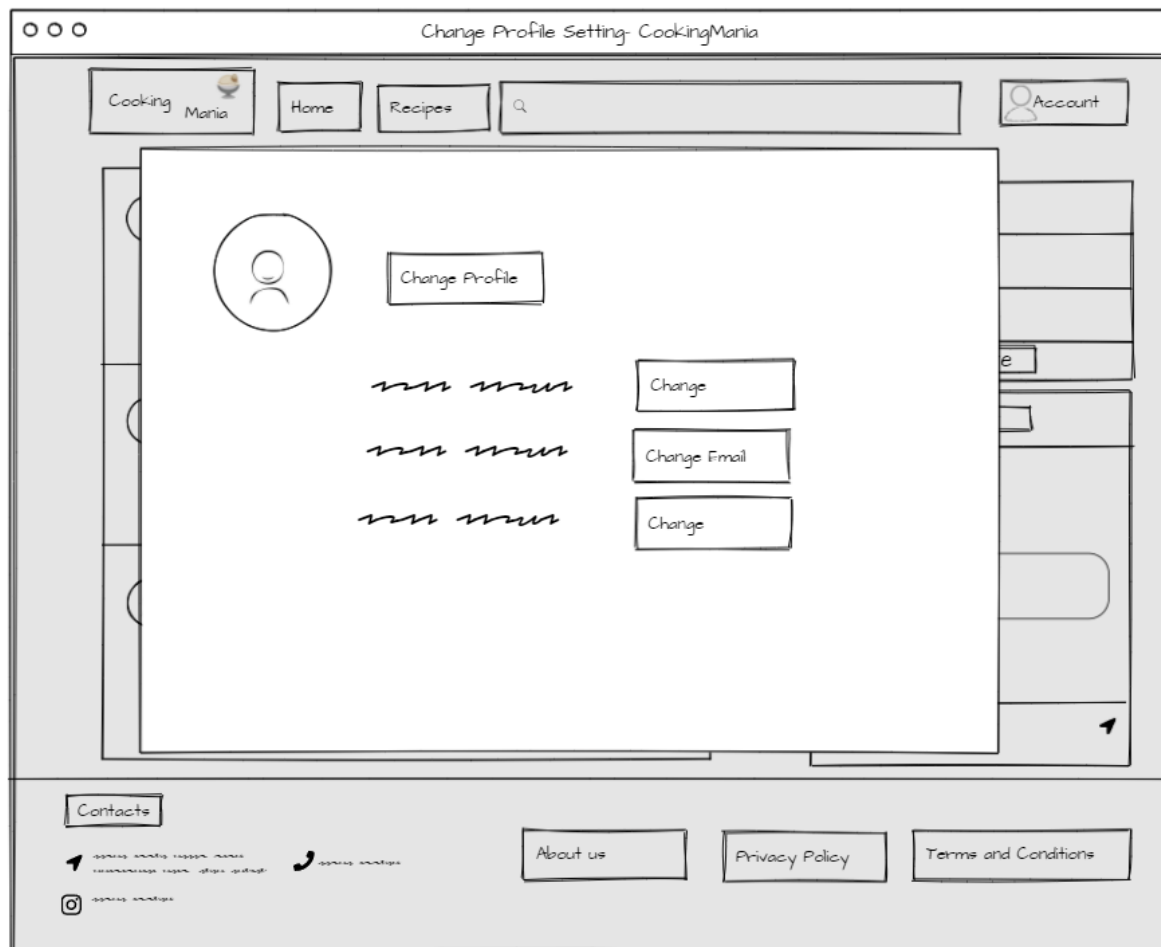 Change Profile Setting- CookingMania
Cooking
Mania
Home
Recipes
Account
Change Profile
Change
e
Change Email
Change
Contacts
About us
Privacy Policy
Terms and Conditions